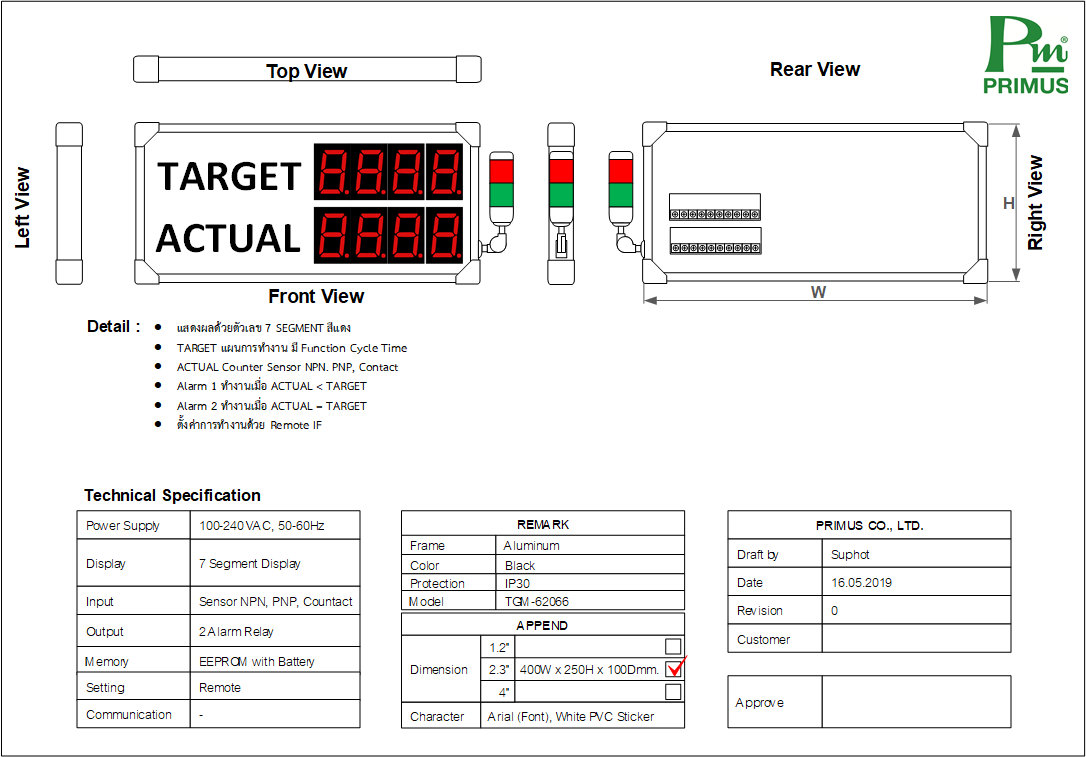 Pm®
PRIMUS
Top View
Rear View
Left View
TARGET 8.8.8.8.
ACTUAL 8.8.8.8.
H
Right View
W
Front View
Detail :
• แสดงผลด้วยตัวเลข 7 SEGMENT สีแดง
• TARGET แผนการทำงาน มี Function Cycle Time
• ACTUAL Counter Sensor NPN. PNP, Contact
• Alarm 1 ทำงานเมื่อ ACTUAL < TARGET
• Alarm 2 ทำงานเมื่อ ACTUAL = TARGET
• ตั้งค่าการทำงานด้วย Remote IF
Technical Specification
Power Supply 100-240VAC, 50-60Hz
Display 7 Segment Display
Input Sensor NPN, PNP, Countact
Output 2 Alarm Relay
Memory EEPROM with Battery
Setting Remote
Communication -
REMARK
Frame Aluminum
Color Black
Protection IP30
Model TGM-62066
APPEND
Dimension
1.2"
2.3" 400W x 250H x 100Dmm.
4"
Character Arial (Font), White PVC Sticker
PRIMUS CO., LTD.
Draft by Suphot
Date 16.05.2019
Revision 0
Customer
Approve